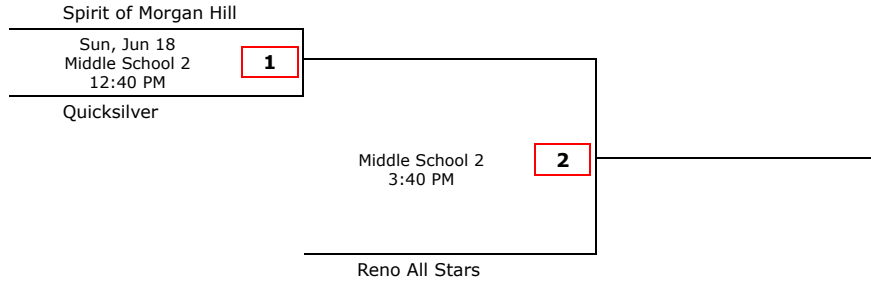 Spirit of Morgan Hill
Sun, Jun 18
Middle School 2
12:40 PM
1
Quicksilver
Middle School 2
3:40 PM
2
Reno All Stars